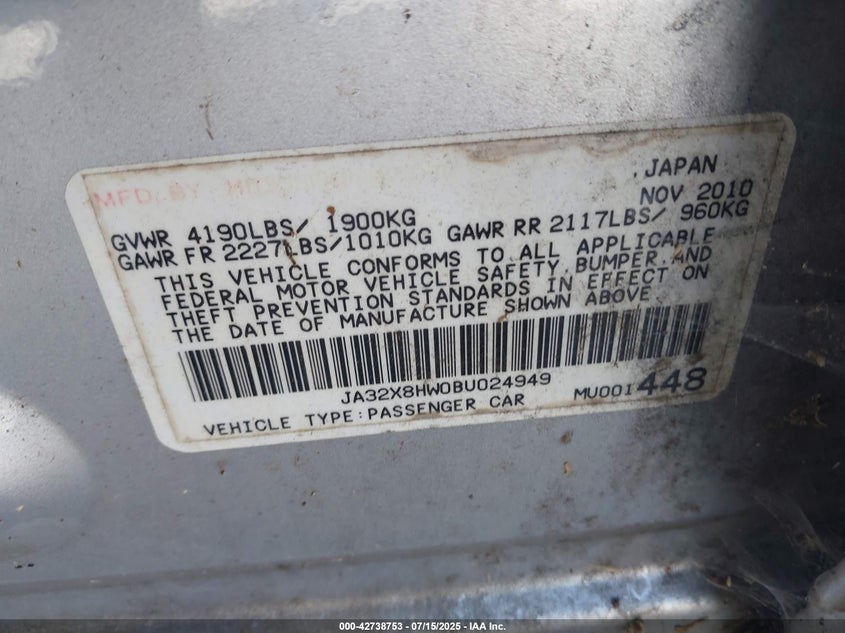 MFD. BY
JAPAN
NOV 2010
GVWR 4190LBS/ 1900KG
GAWR FR 2227LBS/1010KG GAWR RR 2117LBS/ 960KG
THIS VEHICLE CONFORMS TO ALL APPLICABLE
FEDERAL MOTOR VEHICLE SAFETY, BUMPER, AND
THEFT PREVENTION STANDARDS IN EFFECT ON
THE DATE OF MANUFACTURE SHOWN ABOVE.
JA32X8HW0BU024949
MU001448
VEHICLE TYPE:PASSENGER CAR
000-42738753 - 07/15/2025 - IAA Inc.